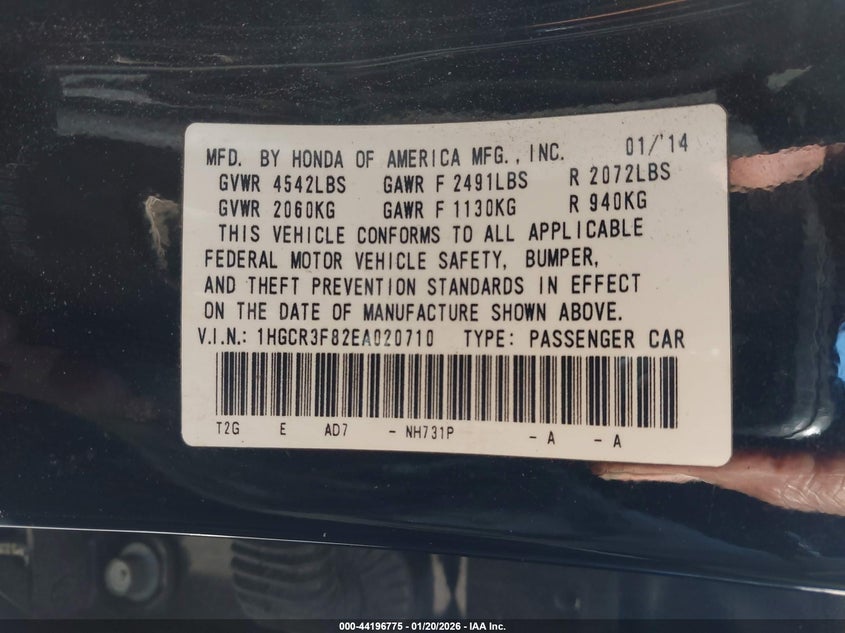 MFD. BY HONDA OF AMERICA MFG., INC. 01/'14
GVWR 4542LBS GAWR F 2491LBS R 2072LBS
GVWR 2060KG GAWR F 1130KG R 940KG
THIS VEHICLE CONFORMS TO ALL APPLICABLE
FEDERAL MOTOR VEHICLE SAFETY, BUMPER,
AND THEFT PREVENTION STANDARDS IN EFFECT
ON THE DATE OF MANUFACTURE SHOWN ABOVE.
V.I.N.: 1HGCR3F82EA020710 TYPE: PASSENGER CAR
T2G E AD7 - NH731P - A - A
000-44196775 - 01/20/2026 - IAA Inc.